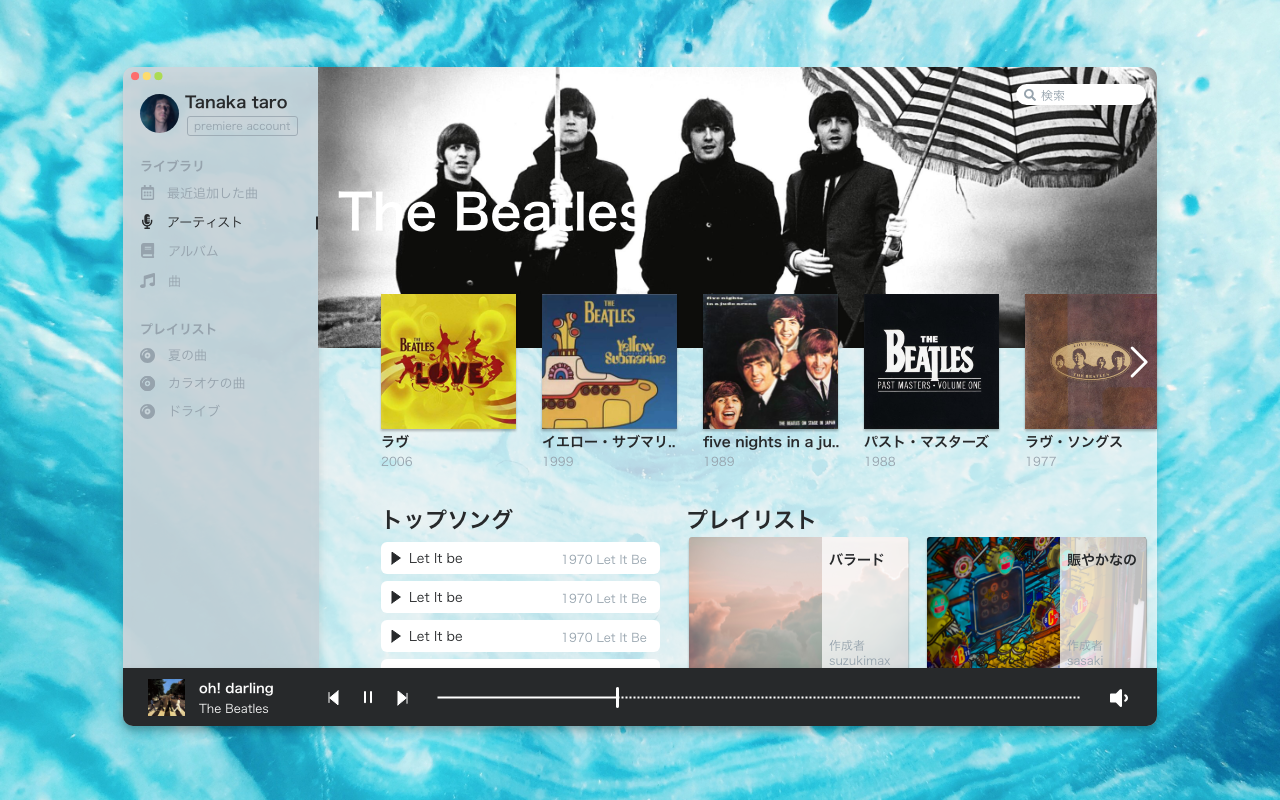 Tanaka taro
premiere account
検索
ライブラリ
最近追加した曲
アーティスト
アルバム
曲
プレイリスト
夏の曲
カラオケの曲
ドライブ
The Beatles
THE BEATLES
LOVE
ラヴ
2006
THE BEATLES
Yellow Submarine
イエロー・サブマリ..
1999
five nights
in a judo arena
THE BEATLES ON STAGE IN JAPAN
five nights in a ju..
1989
THE BEATLES
PAST MASTERS · VOLUME ONE
パスト・マスターズ
1988
LOVE SONGS
THE BEATLES
ラヴ・ソングス
1977
トップソング
Let It be
1970 Let It Be
Let It be
1970 Let It Be
Let It be
1970 Let It Be
プレイリスト
バラード
作成者
suzukimax
賑やかなの
作成者
sasaki
oh! darling
The Beatles